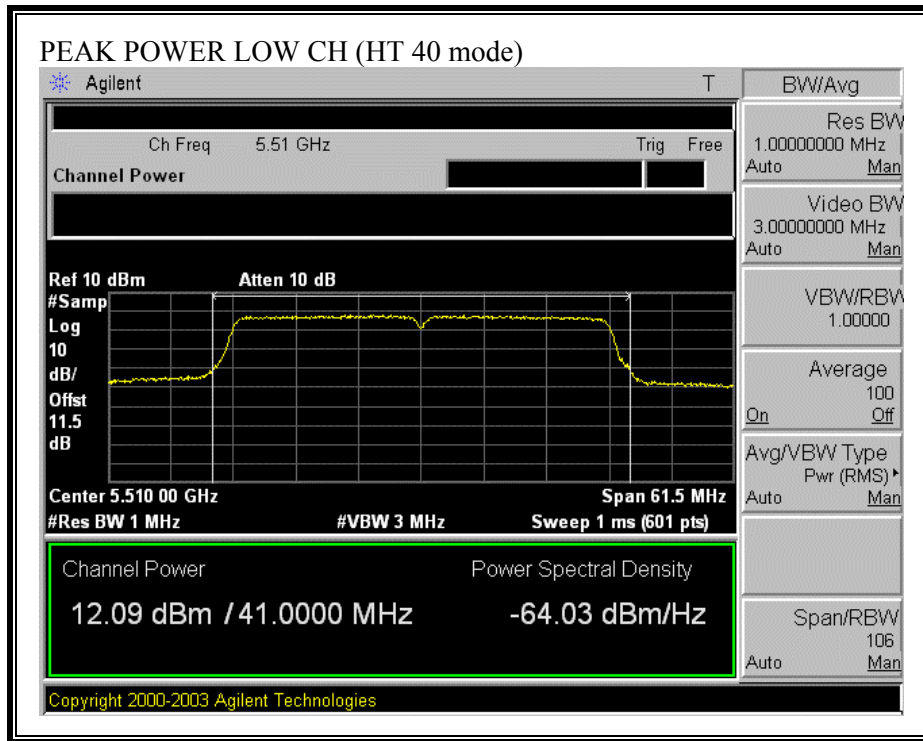 PEAK POWER LOW CH (HT 40 mode)
Agilent T
Ch Freq 5.51 GHz Trig Free
Channel Power
Ref 10 dBm Atten 10 dB
#Samp
Log
10
dB/
Offst
11.5
dB
Center 5.510 00 GHz Span 61.5 MHz
#Res BW 1 MHz #VBW 3 MHz Sweep 1 ms (601 pts)
Channel Power Power Spectral Density
12.09 dBm / 41.0000 MHz -64.03 dBm/Hz
Copyright 2000-2003 Agilent Technologies
BW/Avg
Res BW
1.00000000 MHz
Auto Man
Video BW
3.00000000 MHz
Auto Man
VBW/RBW
1.00000
Average
100
On Off
Avg/VBW Type
Pwr (RMS)
Auto Man
Span/RBW
106
Auto Man